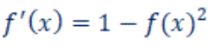 f'(x) = 1 − f(x)²